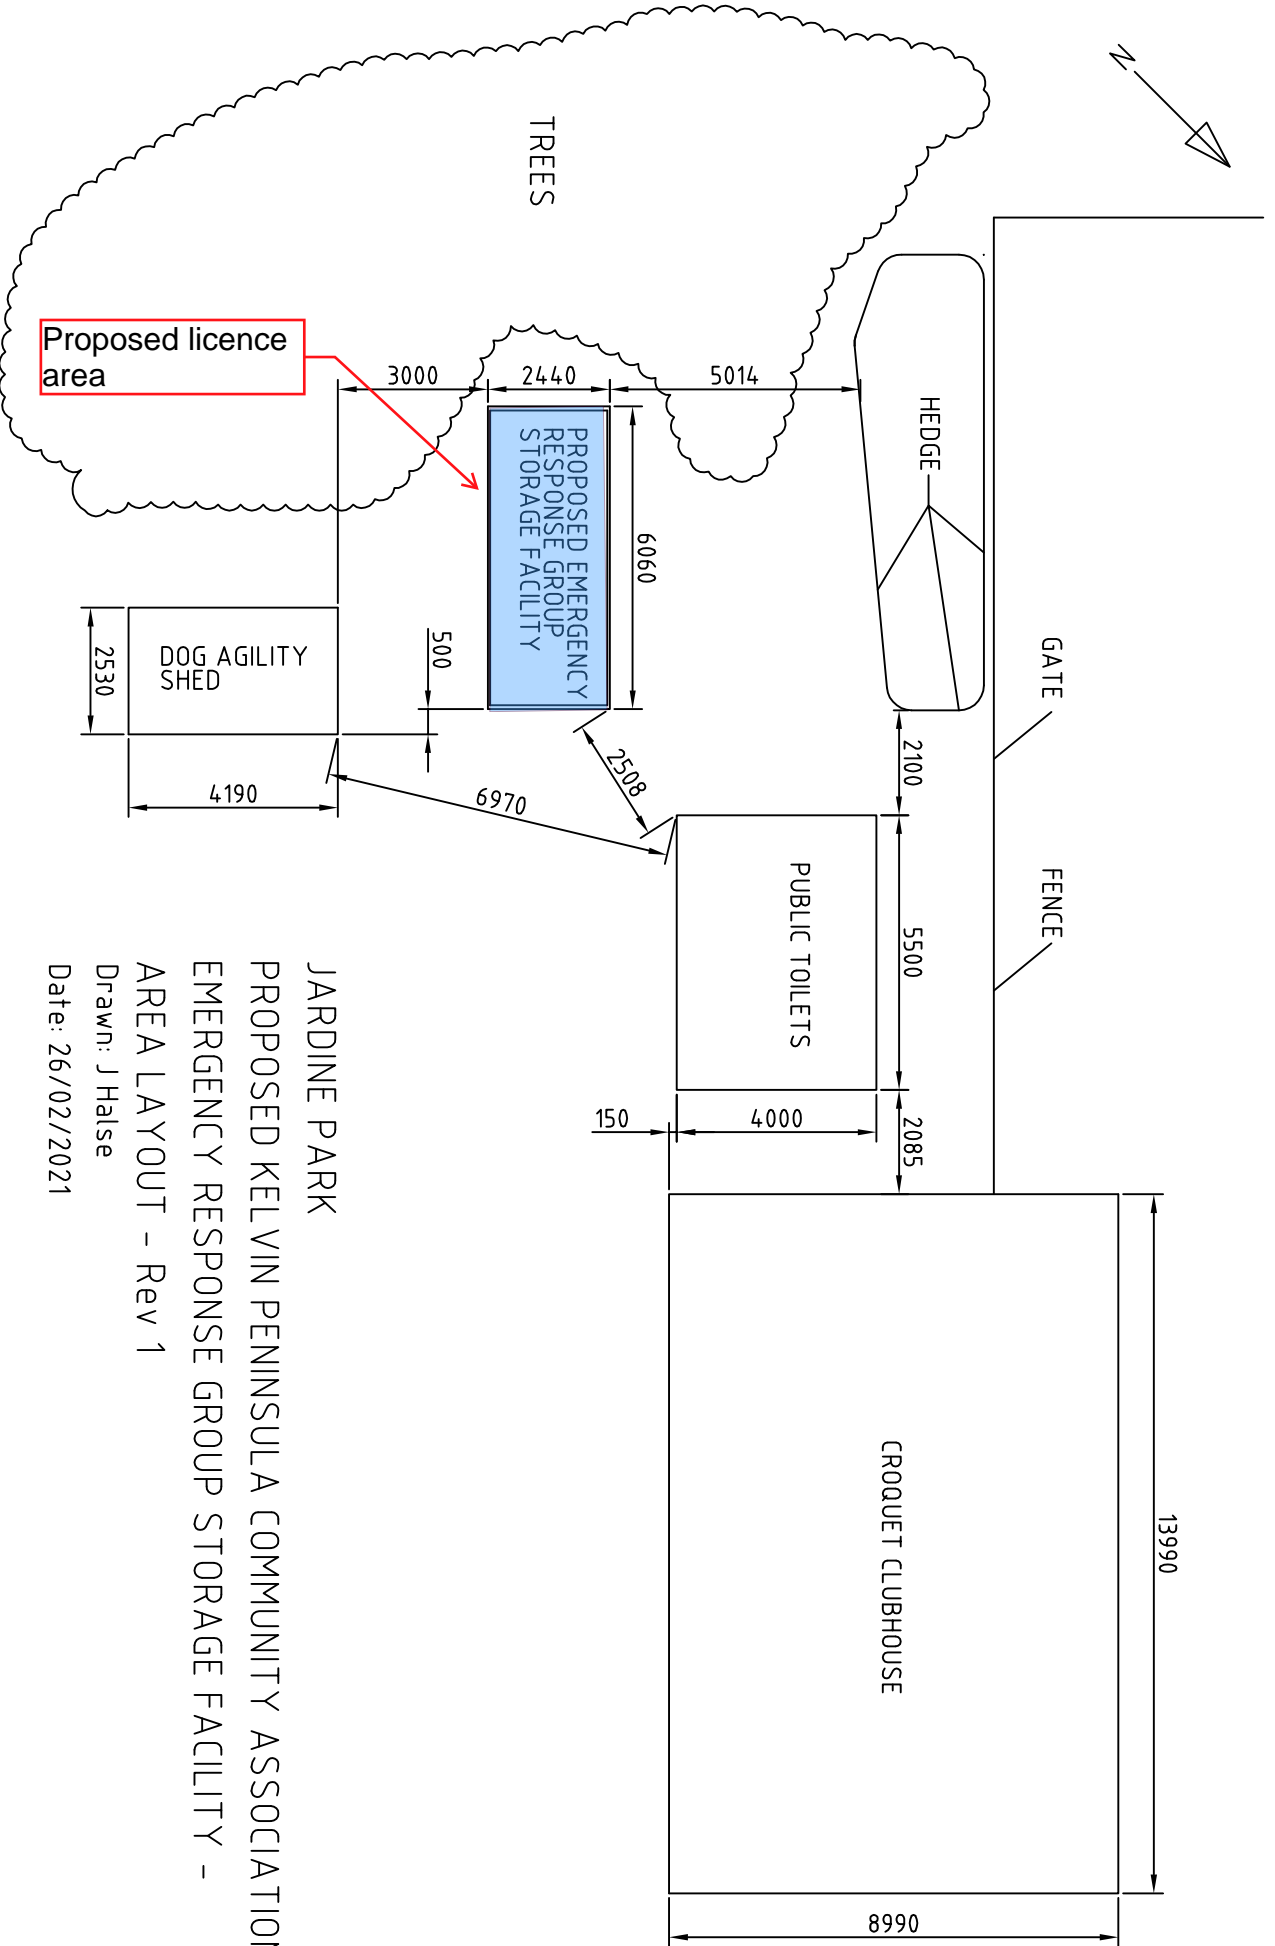 N
TREES
Proposed licence
area
3000
2440
5014
HEDGE
PROPOSED EMERGENCY
RESPONSE GROUP
STORAGE FACILITY
6060
GATE
500
DOG AGILITY
SHED
2530
4190
2508
6970
2100
PUBLIC TOILETS
5500
FENCE
150
4000
2085
CROQUET CLUBHOUSE
13990
8990
JARDINE PARK
PROPOSED KELVIN PENINSULA COMMUNITY ASSOCIATION
EMERGENCY RESPONSE GROUP STORAGE FACILITY -
AREA LAYOUT - Rev 1
Drawn: J Halse
Date: 26/02/2021